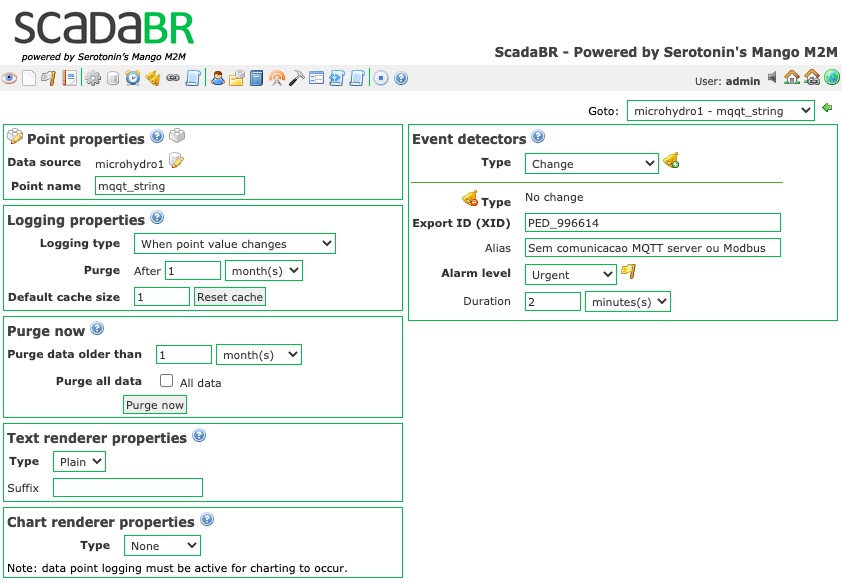 ScadaBR
powered by Serotonin's Mango M2M
ScadaBR - Powered by Serotonin's Mango M2M
User: admin
Goto: microhydro1 - mqqt_string
Point properties
Data source microhydro1
Point name mqqt_string
Logging properties
Logging type When point value changes
Purge After 1 month(s)
Default cache size 1 Reset cache
Purge now
Purge data older than 1 month(s)
Purge all data All data
Purge now
Text renderer properties
Type Plain
Suffix
Chart renderer properties
Type None
Note: data point logging must be active for charting to occur.
Event detectors
Type Change
Type No change
Export ID (XID) PED_996614
Alias Sem comunicacao MQTT server ou Modbus
Alarm level Urgent
Duration 2 minutes(s)